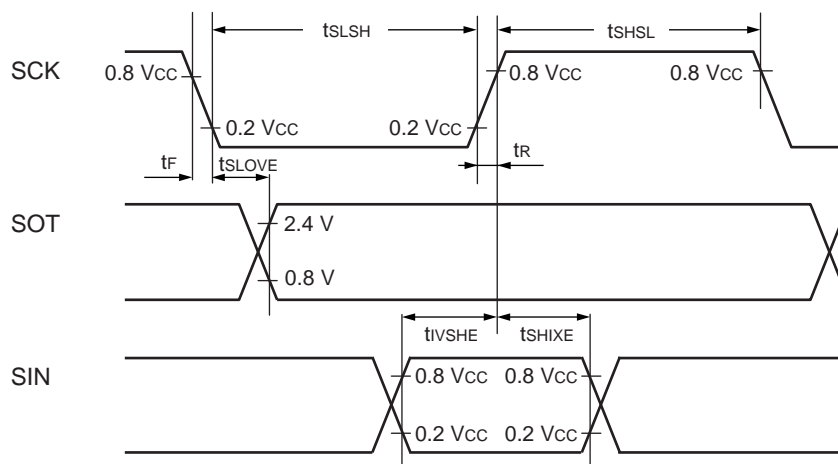 tSLSH
tSHSL
SCK
0.8 VCC
0.8 VCC
0.8 VCC
0.2 VCC
0.2 VCC
tF
tSLOVE
tR
SOT
2.4 V
0.8 V
tIVSHE
tSHIXE
SIN
0.8 VCC
0.8 VCC
0.2 VCC
0.2 VCC